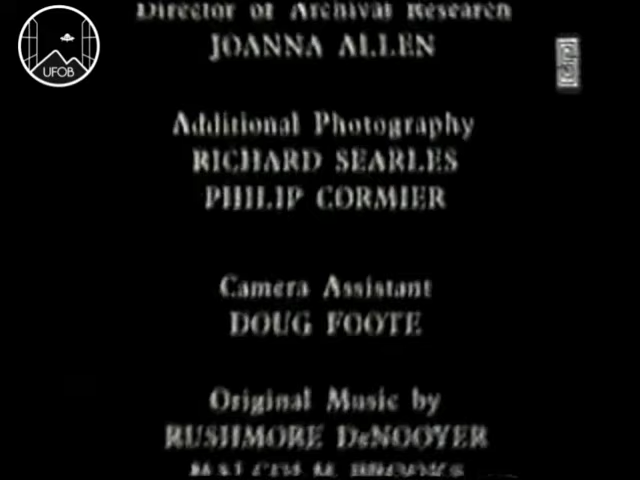 Director of Archival Research
JOANNA ALLEN
UFOB
Additional Photography
RICHARD SEARLES
PHILIP CORMIER
Camera Assistant
DOUG FOOTE
Original Music by
RUSHMORE DeNOOYER